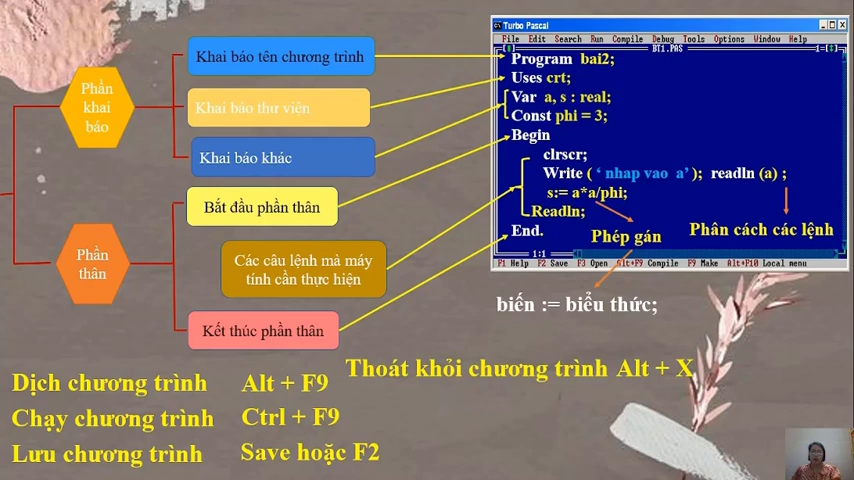 Phần
khai
báo
Khai báo tên chương trình
Khai báo thư viện
Khai báo khác
Phần
thân
Bắt đầu phần thân
Các câu lệnh mà máy
tính cần thực hiện
Kết thúc phần thân
Turbo Pascal
File Edit Search Run Compile Debug Tools Options Window Help
BT1.PAS
Program bai2;
Uses crt;
Var a, s : real;
Const phi = 3;
Begin
clrscr;
Write ( ‘ nhap vao a’ ); readln (a) ;
s:= a*a/phi;
Readln;
End.
Phép gán
Phân cách các lệnh
1:1
F1 Help F2 Save F3 Open Alt+F9 Compile F9 Make Alt+F10 Local menu
biến := biểu thức;
Thoát khỏi chương trình Alt + X
Dịch chương trình Alt + F9
Chạy chương trình Ctrl + F9
Lưu chương trình Save hoặc F2